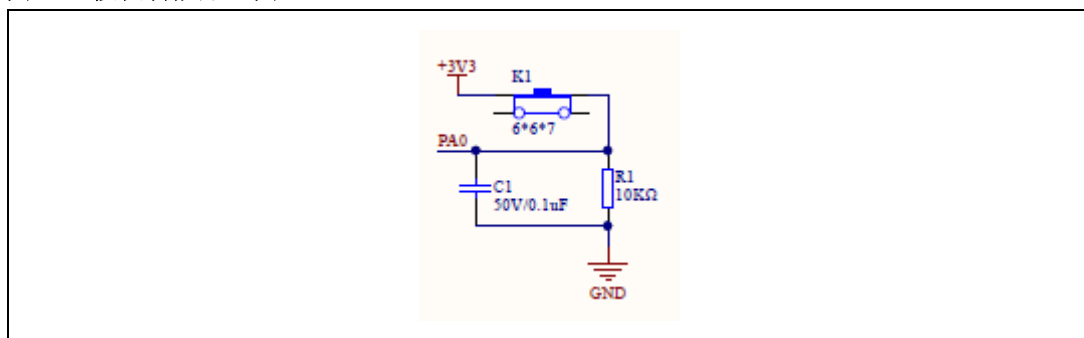 +3V3
K1
6*6*7
PA0
C1
50V/0.1uF
R1
10KΩ
GND